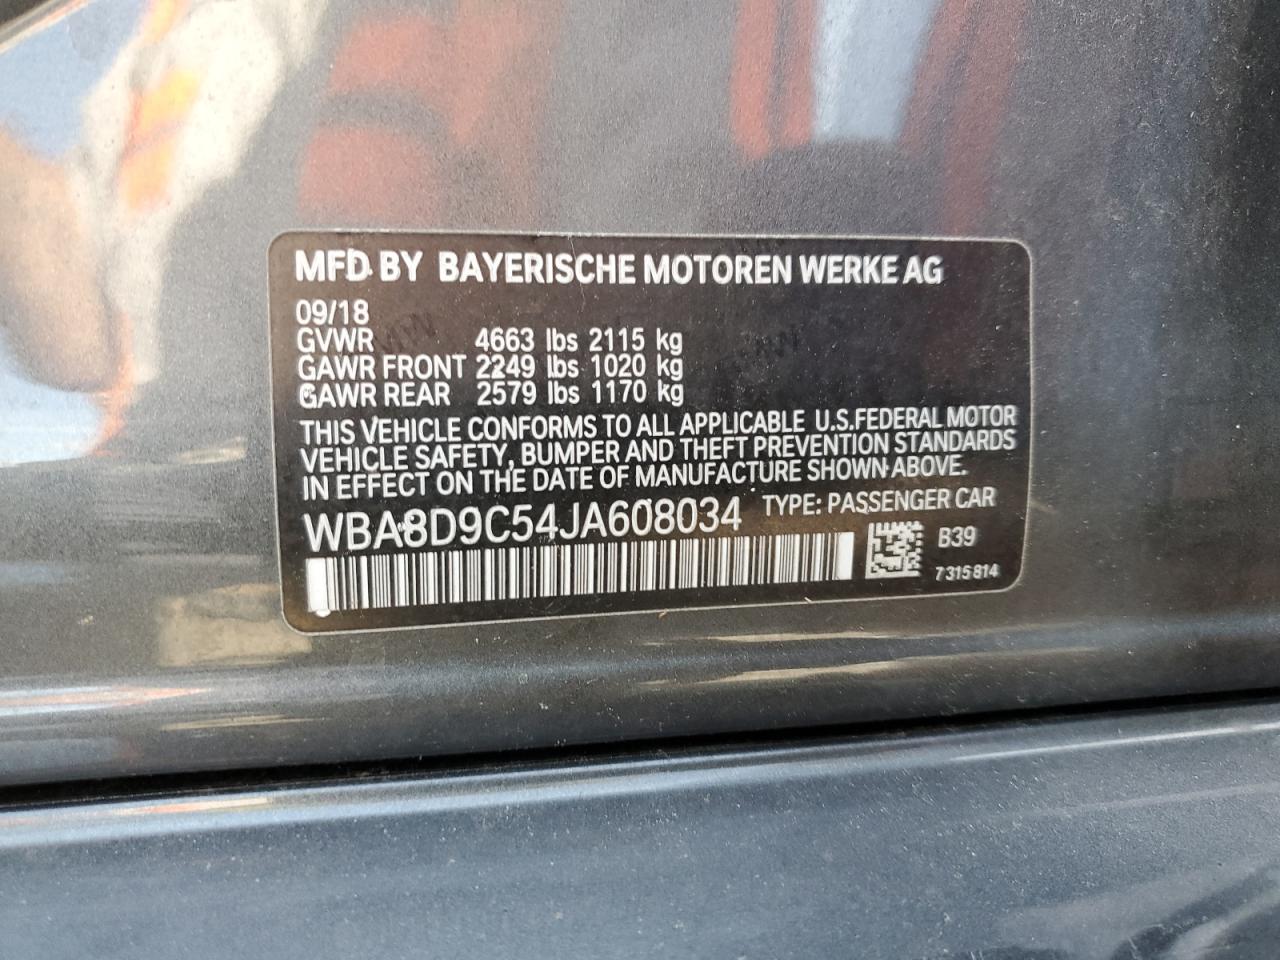 MFD BY BAYERISCHE MOTOREN WERKE AG
09/18
GVWR 4663 lbs 2115 kg
GAWR FRONT 2249 lbs 1020 kg
GAWR REAR 2579 lbs 1170 kg
THIS VEHICLE CONFORMS TO ALL APPLICABLE U.S.FEDERAL MOTOR
VEHICLE SAFETY, BUMPER AND THEFT PREVENTION STANDARDS
IN EFFECT ON THE DATE OF MANUFACTURE SHOWN ABOVE.
WBA8D9C54JA608034 TYPE: PASSENGER CAR
B39
7315814